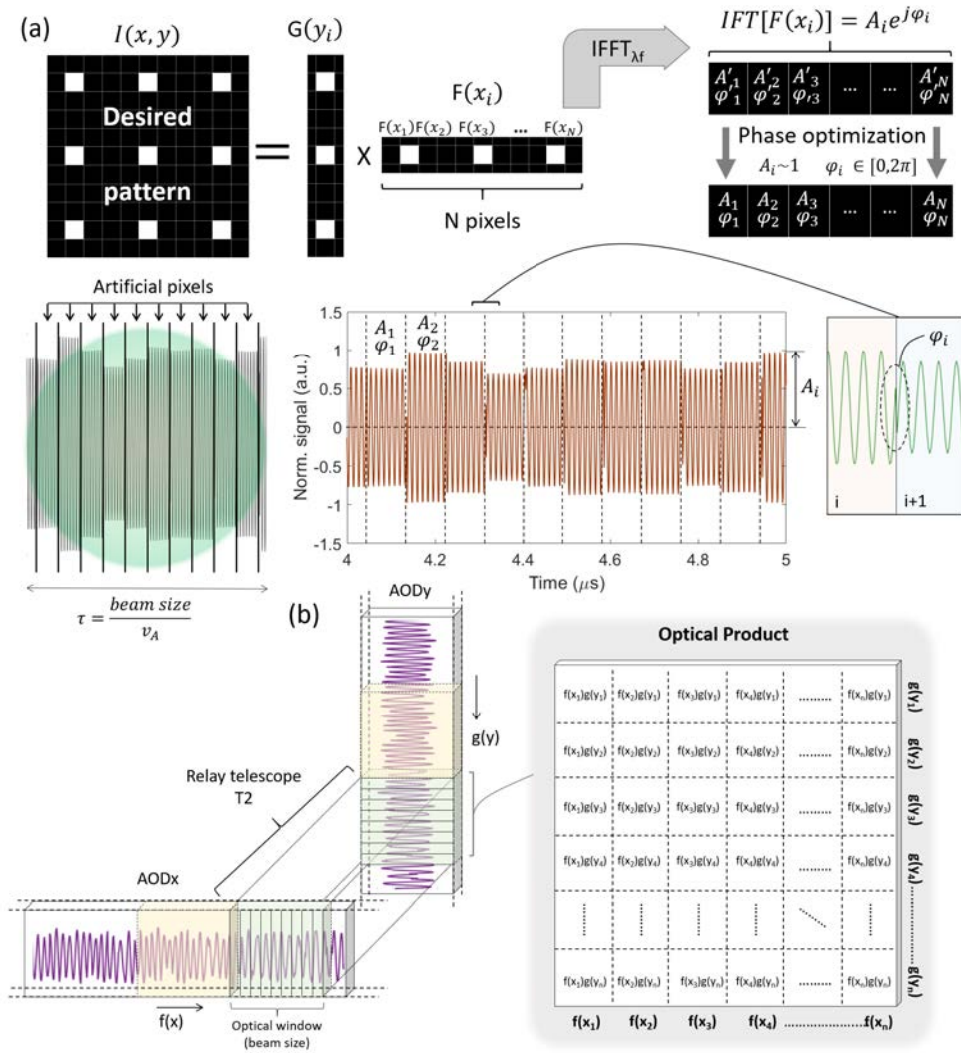 (a)
I(x, y)
Desired
pattern
=
G(y_i)
X
F(x_i)
F(x_1) F(x_2) F(x_3) ... F(x_N)
N pixels
IFFT_λf
IFT[F(x_i)] = A_i e^{jφ_i}
A'_1 A'_2 A'_3 ... ... A'_N
φ'_1 φ'_2 φ'_3 φ'_N
Phase optimization
A_i~1 φ_i ∈ [0,2π]
A_1 A_2 A_3 ... ... A_N
φ_1 φ_2 φ_3 φ_N
Artificial pixels
τ = beam size / v_A
Norm. signal (a.u.)
1.5
1
0.5
0
-0.5
-1
-1.5
A_1 A_2
φ_1 φ_2
A_i
4 4.2 4.4 4.6 4.8 5
Time (μs)
φ_i
i i+1
(b)
AODy
g(y)
Relay telescope
T2
AODx
f(x)
Optical window
(beam size)
Optical Product
f(x_1)g(y_1) f(x_2)g(y_1) f(x_3)g(y_1) f(x_4)g(y_1) ......... f(x_n)g(y_1) g(y_1)
f(x_1)g(y_2) f(x_2)g(y_2) f(x_3)g(y_2) f(x_4)g(y_2) ......... f(x_n)g(y_2) g(y_2)
f(x_1)g(y_3) f(x_2)g(y_3) f(x_3)g(y_3) f(x_4)g(y_3) ......... f(x_n)g(y_3) g(y_3)
f(x_1)g(y_4) f(x_2)g(y_4) f(x_3)g(y_4) f(x_4)g(y_4) ......... f(x_n)g(y_4) g(y_4)
f(x_1)g(y_n) f(x_2)g(y_n) f(x_3)g(y_n) f(x_4)g(y_n) ......... f(x_n)g(y_n) g(y_n)
f(x_1) f(x_2) f(x_3) f(x_4) ..................... f(x_n)